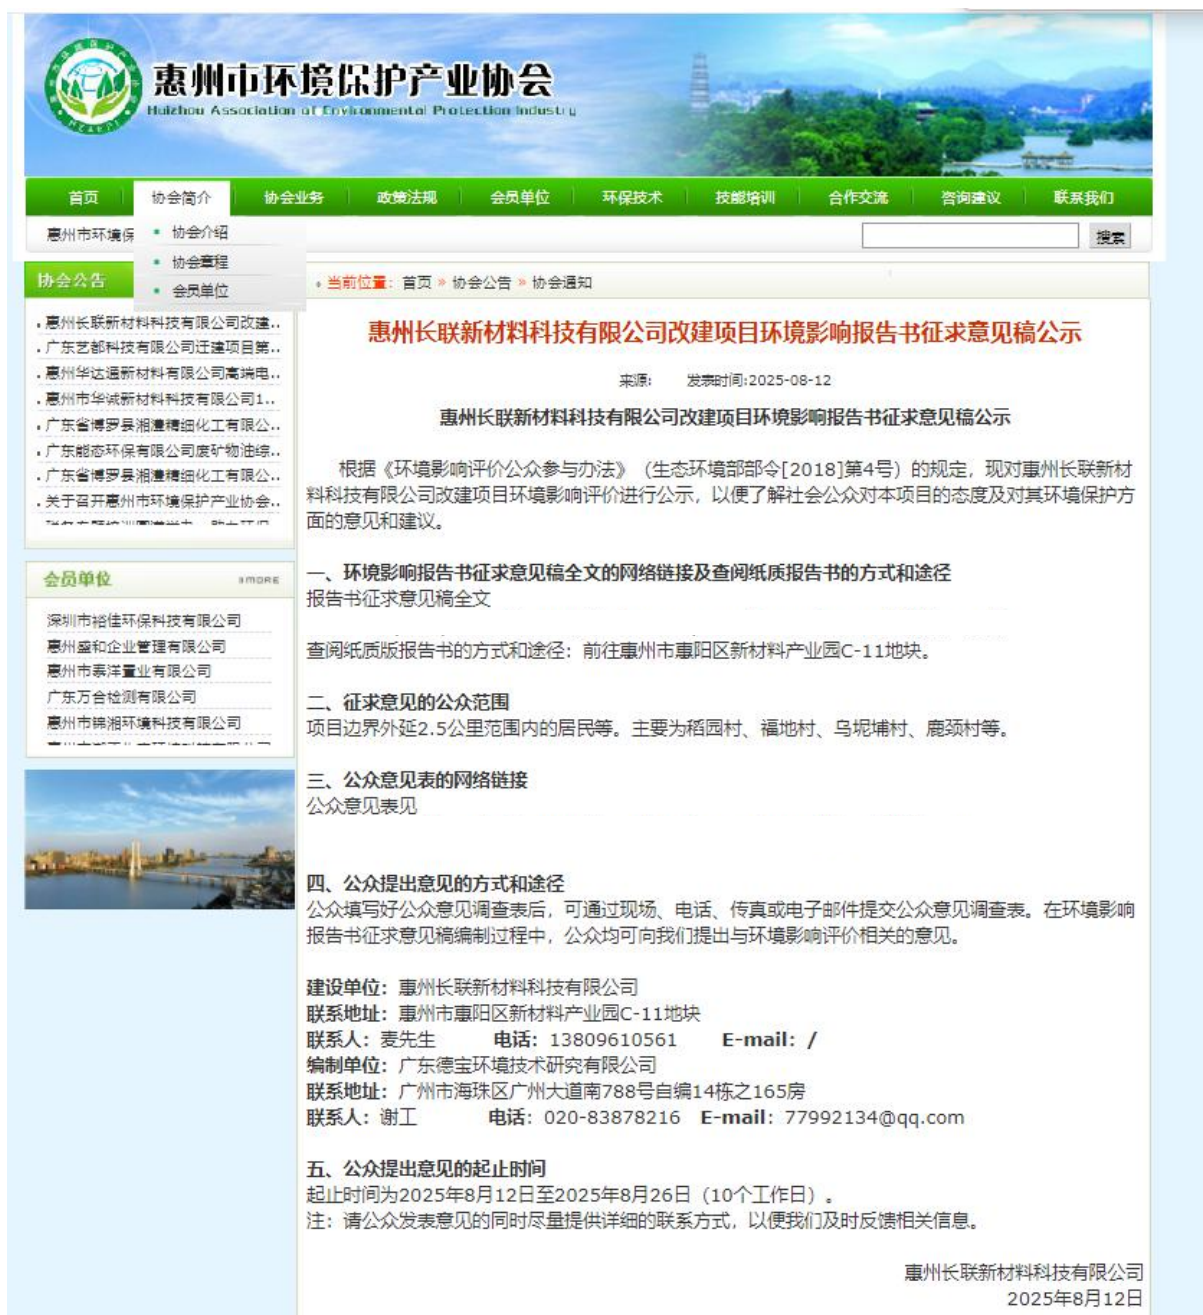 惠州市环境保护产业协会
Huizhou Association of Environmental Protection Industry
首页 协会简介 协会业务 政策法规 会员单位 环保技术 技能培训 合作交流 咨询建议 联系我们
惠州市环境保
搜索
协会介绍
协会章程
会员单位
协会公告
惠州长联新材料科技有限公司改建..
广东艺都科技有限公司迁建项目第..
惠州华达通新材料有限公司高端电..
惠州市华诚新材料科技有限公司1..
广东省博罗县湘澧精细化工有限公..
广东能态环保有限公司废矿物油综..
广东省博罗县湘澧精细化工有限公..
关于召开惠州市环境保护产业协会..
会员单位 MORE
深圳市裕佳环保科技有限公司
惠州盛和企业管理有限公司
惠州市泰洋置业有限公司
广东万合检测有限公司
惠州市锦湘环境科技有限公司
当前位置：首页 » 协会公告 » 协会通知
惠州长联新材料科技有限公司改建项目环境影响报告书征求意见稿公示
来源： 发表时间:2025-08-12
惠州长联新材料科技有限公司改建项目环境影响报告书征求意见稿公示
根据《环境影响评价公众参与办法》（生态环境部部令[2018]第4号）的规定，现对惠州长联新材
料科技有限公司改建项目环境影响评价进行公示，以便了解社会公众对本项目的态度及对其环境保护方
面的意见和建议。
一、环境影响报告书征求意见稿全文的网络链接及查阅纸质报告书的方式和途径
报告书征求意见稿全文
查阅纸质版报告书的方式和途径：前往惠州市惠阳区新材料产业园C-11地块。
二、征求意见的公众范围
项目边界外延2.5公里范围内的居民等。主要为稻园村、福地村、乌坭埔村、鹿颈村等。
三、公众意见表的网络链接
公众意见表见
四、公众提出意见的方式和途径
公众填写好公众意见调查表后，可通过现场、电话、传真或电子邮件提交公众意见调查表。在环境影响
报告书征求意见稿编制过程中，公众均可向我们提出与环境影响评价相关的意见。
建设单位：惠州长联新材料科技有限公司
联系地址：惠州市惠阳区新材料产业园C-11地块
联系人：麦先生 电话：13809610561 E-mail：/
编制单位：广东德宝环境技术研究有限公司
联系地址：广州市海珠区广州大道南788号自编14栋之165房
联系人：谢工 电话：020-83878216 E-mail：77992134@qq.com
五、公众提出意见的起止时间
起止时间为2025年8月12日至2025年8月26日（10个工作日）。
注：请公众发表意见的同时尽量提供详细的联系方式，以便我们及时反馈相关信息。
惠州长联新材料科技有限公司
2025年8月12日